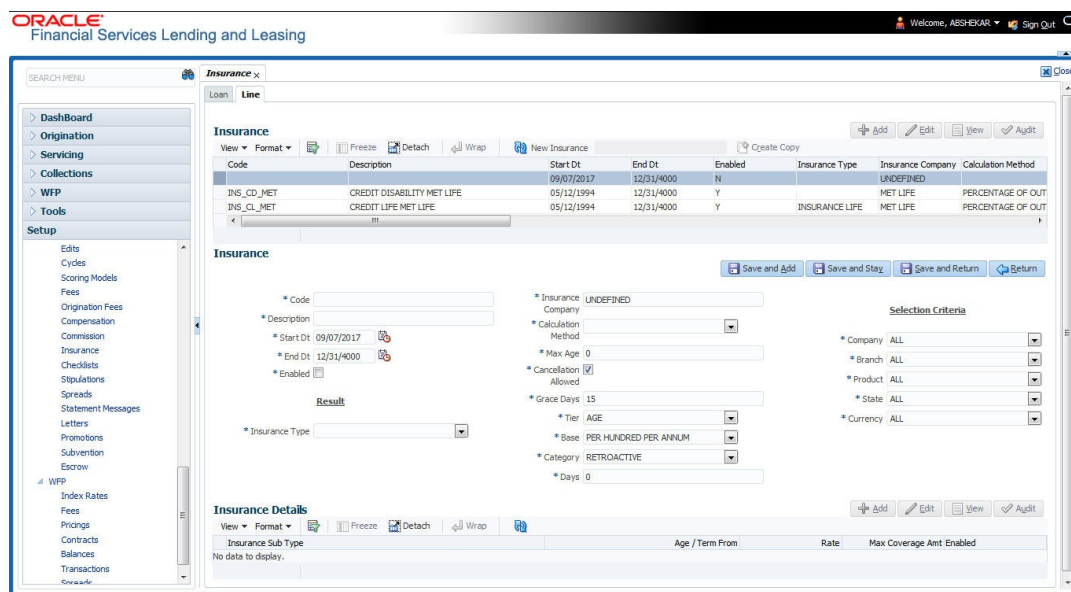 ORACLE
Financial Services Lending and Leasing
Welcome, ABSHEKAR
Sign Out
SEARCH MENU
DashBoard
Origination
Servicing
Collections
WFP
Tools
Setup
Edits
Cycles
Scoring Models
Fees
Origination Fees
Compensation
Commission
Insurance
Checklists
Stipulations
Spreads
Statement Messages
Letters
Promotions
Subvention
Escrow
WFP
Index Rates
Fees
Pricings
Contracts
Balances
Transactions
Spreads
Insurance x
Close
Loan Line
Insurance
Add Edit View Audit
View Format Freeze Detach Wrap New Insurance Create Copy
Code Description Start Dt End Dt Enabled Insurance Type Insurance Company Calculation Method
09/07/2017 12/31/4000 N UNDEFINED
INS_CD_MET CREDIT DISABILITY MET LIFE 05/12/1994 12/31/4000 Y MET LIFE PERCENTAGE OF OUT
INS_CL_MET CREDIT LIFE MET LIFE 05/12/1994 12/31/4000 Y INSURANCE LIFE MET LIFE PERCENTAGE OF OUT
Insurance
Save and Add Save and Stay Save and Return Return
* Code
* Description
* Start Dt 09/07/2017
* End Dt 12/31/4000
* Enabled
Result
* Insurance Type
* Insurance Company UNDEFINED
* Calculation Method
* Max Age 0
* Cancellation Allowed
* Grace Days 15
* Tier AGE
* Base PER HUNDRED PER ANNUM
* Category RETROACTIVE
* Days 0
Selection Criteria
* Company ALL
* Branch ALL
* Product ALL
* State ALL
* Currency ALL
Insurance Details
Add Edit View Audit
View Format Freeze Detach Wrap
Insurance Sub Type Age / Term From Rate Max Coverage Amt Enabled
No data to display.